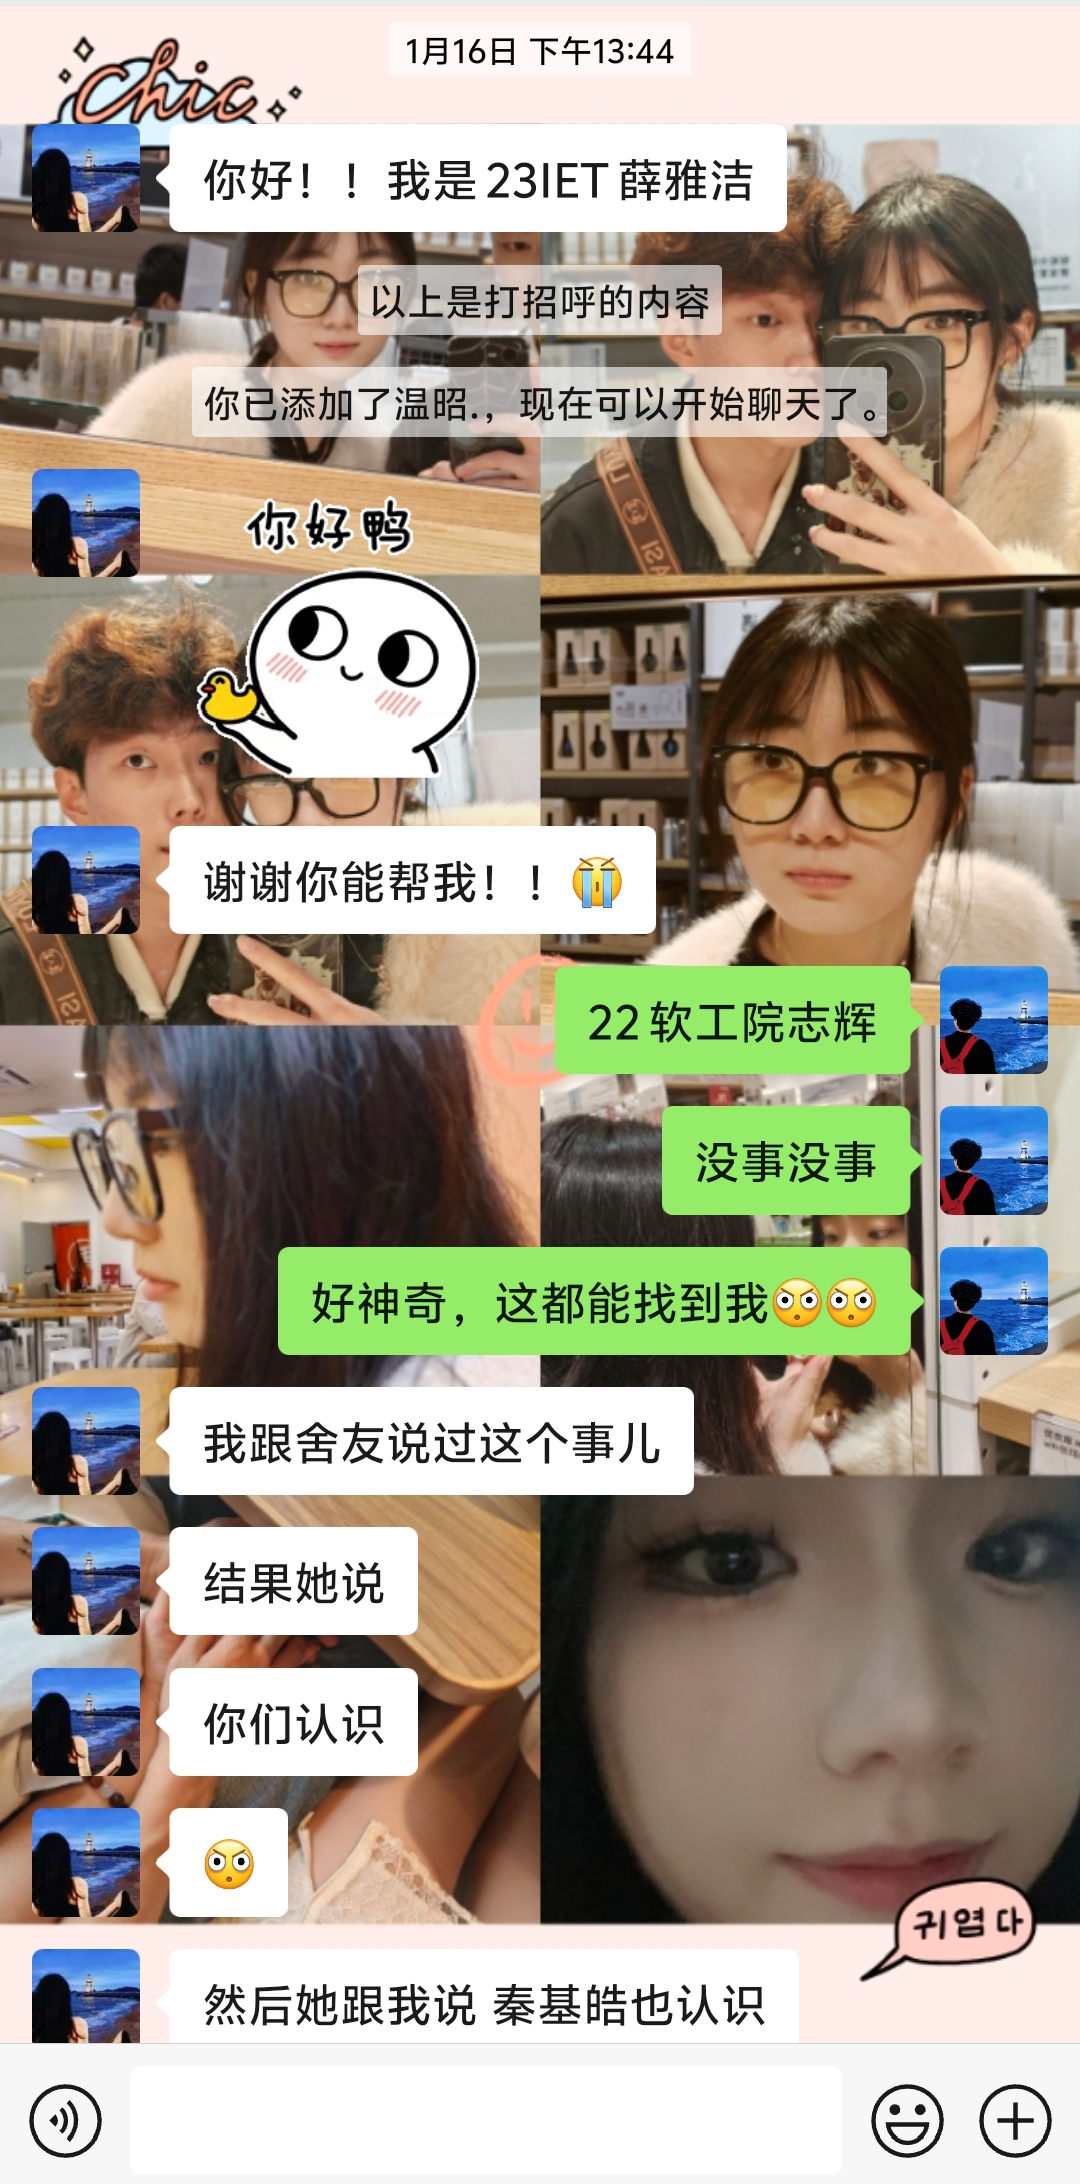 1月16日 下午13:44
chic
你好！！我是23IET薛雅洁
以上是打招呼的内容
你已添加了温昭.，现在可以开始聊天了。
你好鸭
谢谢你能帮我！！😭
22软工院志辉
没事没事
好神奇，这都能找到我
我跟舍友说过这个事儿
结果她说
你们认识
然后她跟我说 秦基皓也认识
귀엽다